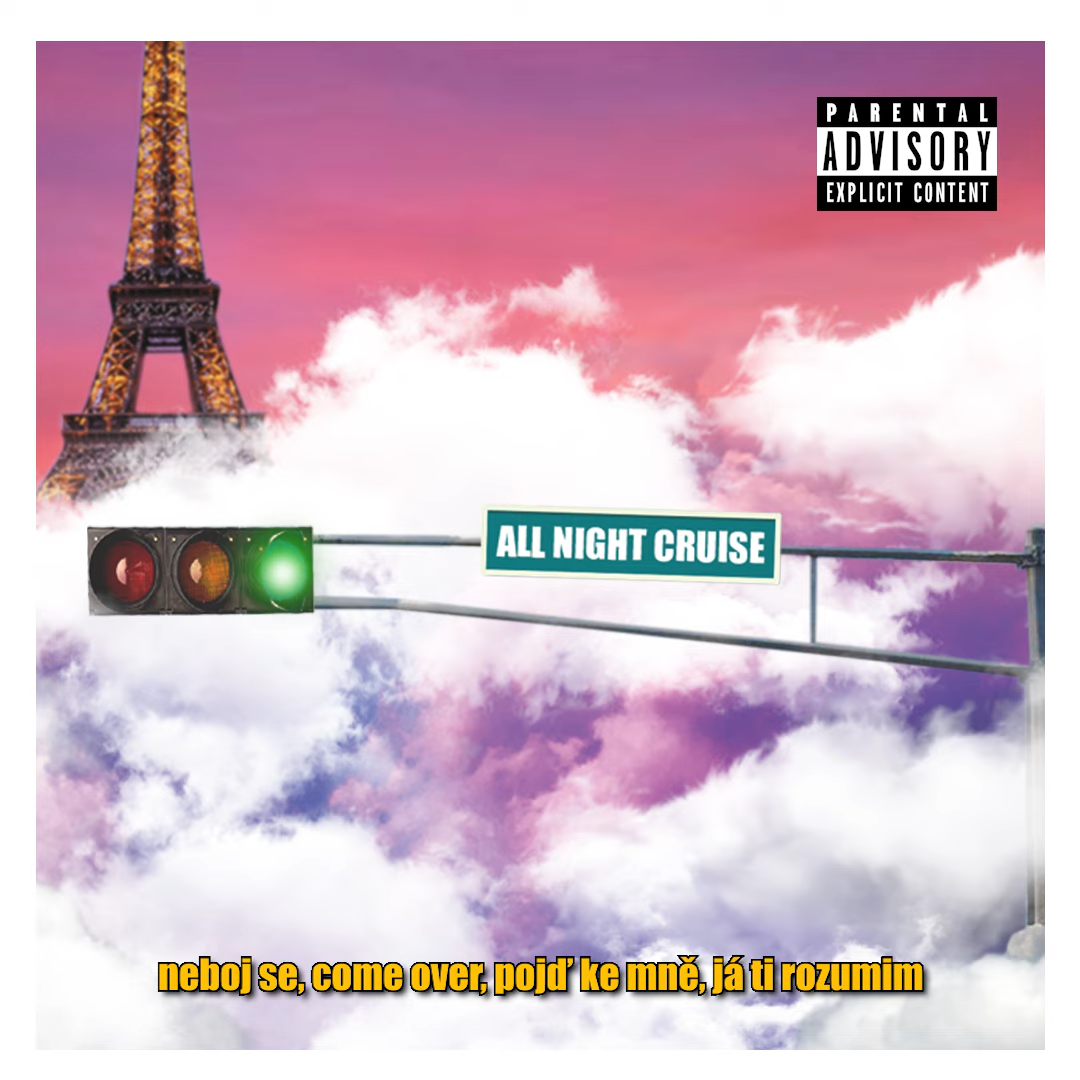 PARENTAL
ADVISORY
EXPLICIT CONTENT
ALL NIGHT CRUISE
neboj se, come over, pojď ke mně, já ti rozumim